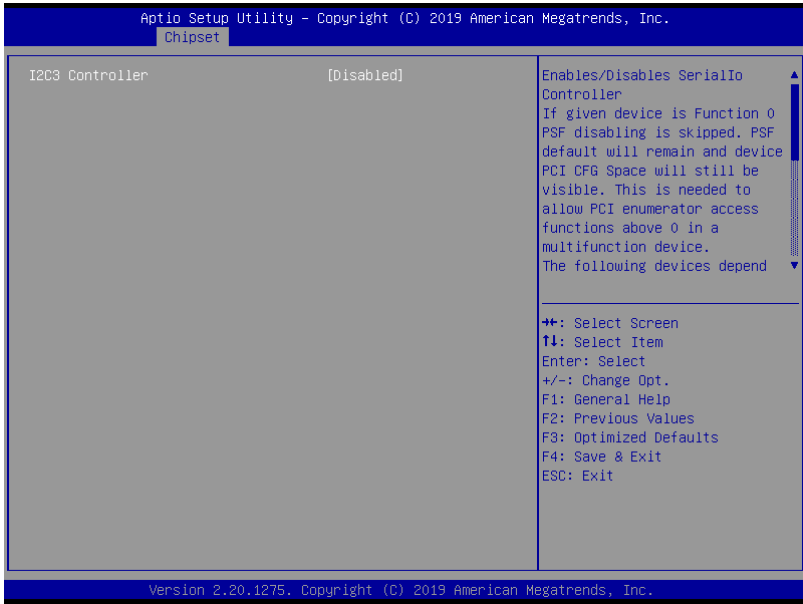 Aptio Setup Utility – Copyright (C) 2019 American Megatrends, Inc.
Chipset
I2C3 Controller [Disabled]
Enables/Disables SerialIo
Controller
If given device is Function 0
PSF disabling is skipped. PSF
default will remain and device
PCI CFG Space will still be
visible. This is needed to
allow PCI enumerator access
functions above 0 in a
multifunction device.
The following devices depend
→←: Select Screen
↑↓: Select Item
Enter: Select
+/-: Change Opt.
F1: General Help
F2: Previous Values
F3: Optimized Defaults
F4: Save & Exit
ESC: Exit
Version 2.20.1275. Copyright (C) 2019 American Megatrends, Inc.